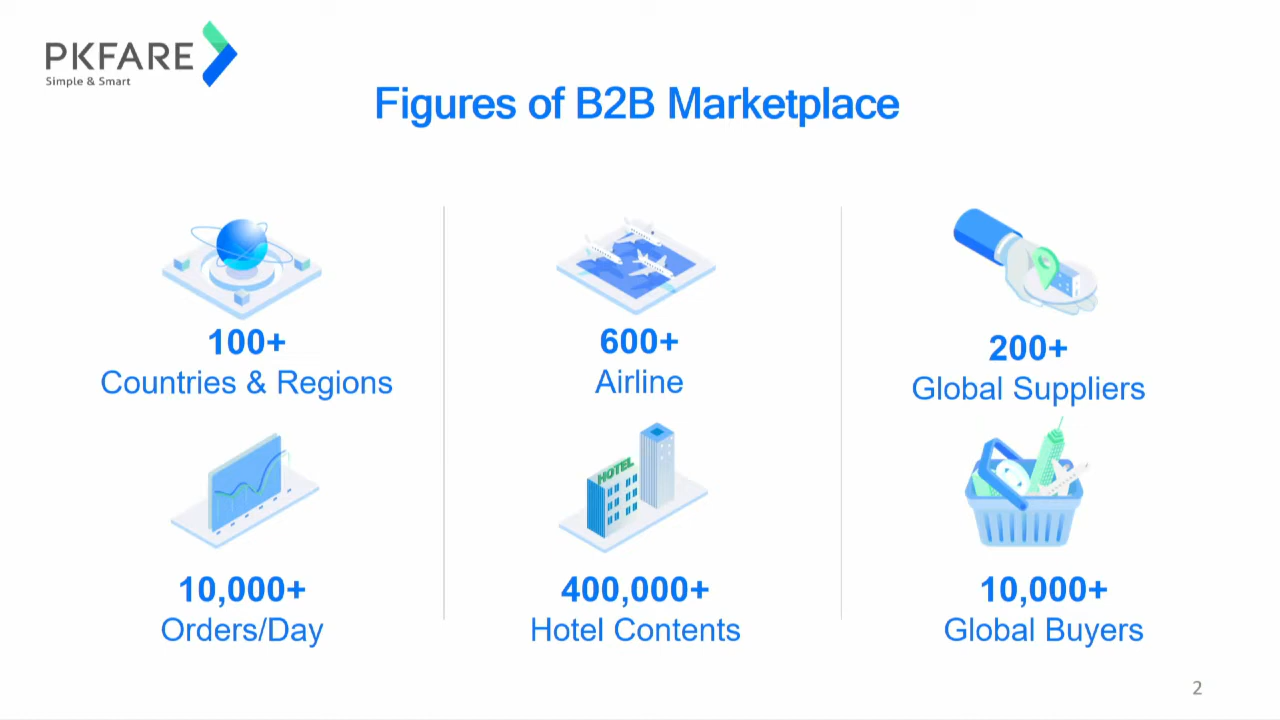 PKFARE
Simple & Smart
Figures of B2B Marketplace
100+
Countries & Regions
600+
Airline
200+
Global Suppliers
HOTEL
10,000+
Orders/Day
400,000+
Hotel Contents
10,000+
Global Buyers
2